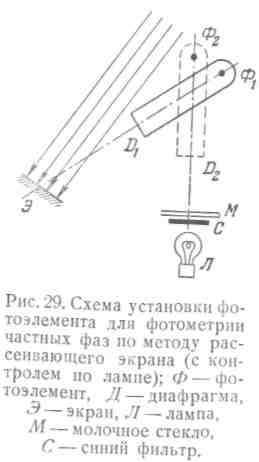 Ф₂
Ф₁
D₁
D₂
Э
М
С
Л
Рис. 29. Схема установки фо-
тоэлемента для фотометрии
частных фаз по методу рас-
сеивающего экрана (с кон-
тролем по лампе); Ф — фо-
тоэлемент, Д — диафрагма,
Э — экран, Л — лампа,
М — молочное стекло,
С — синий фильтр.